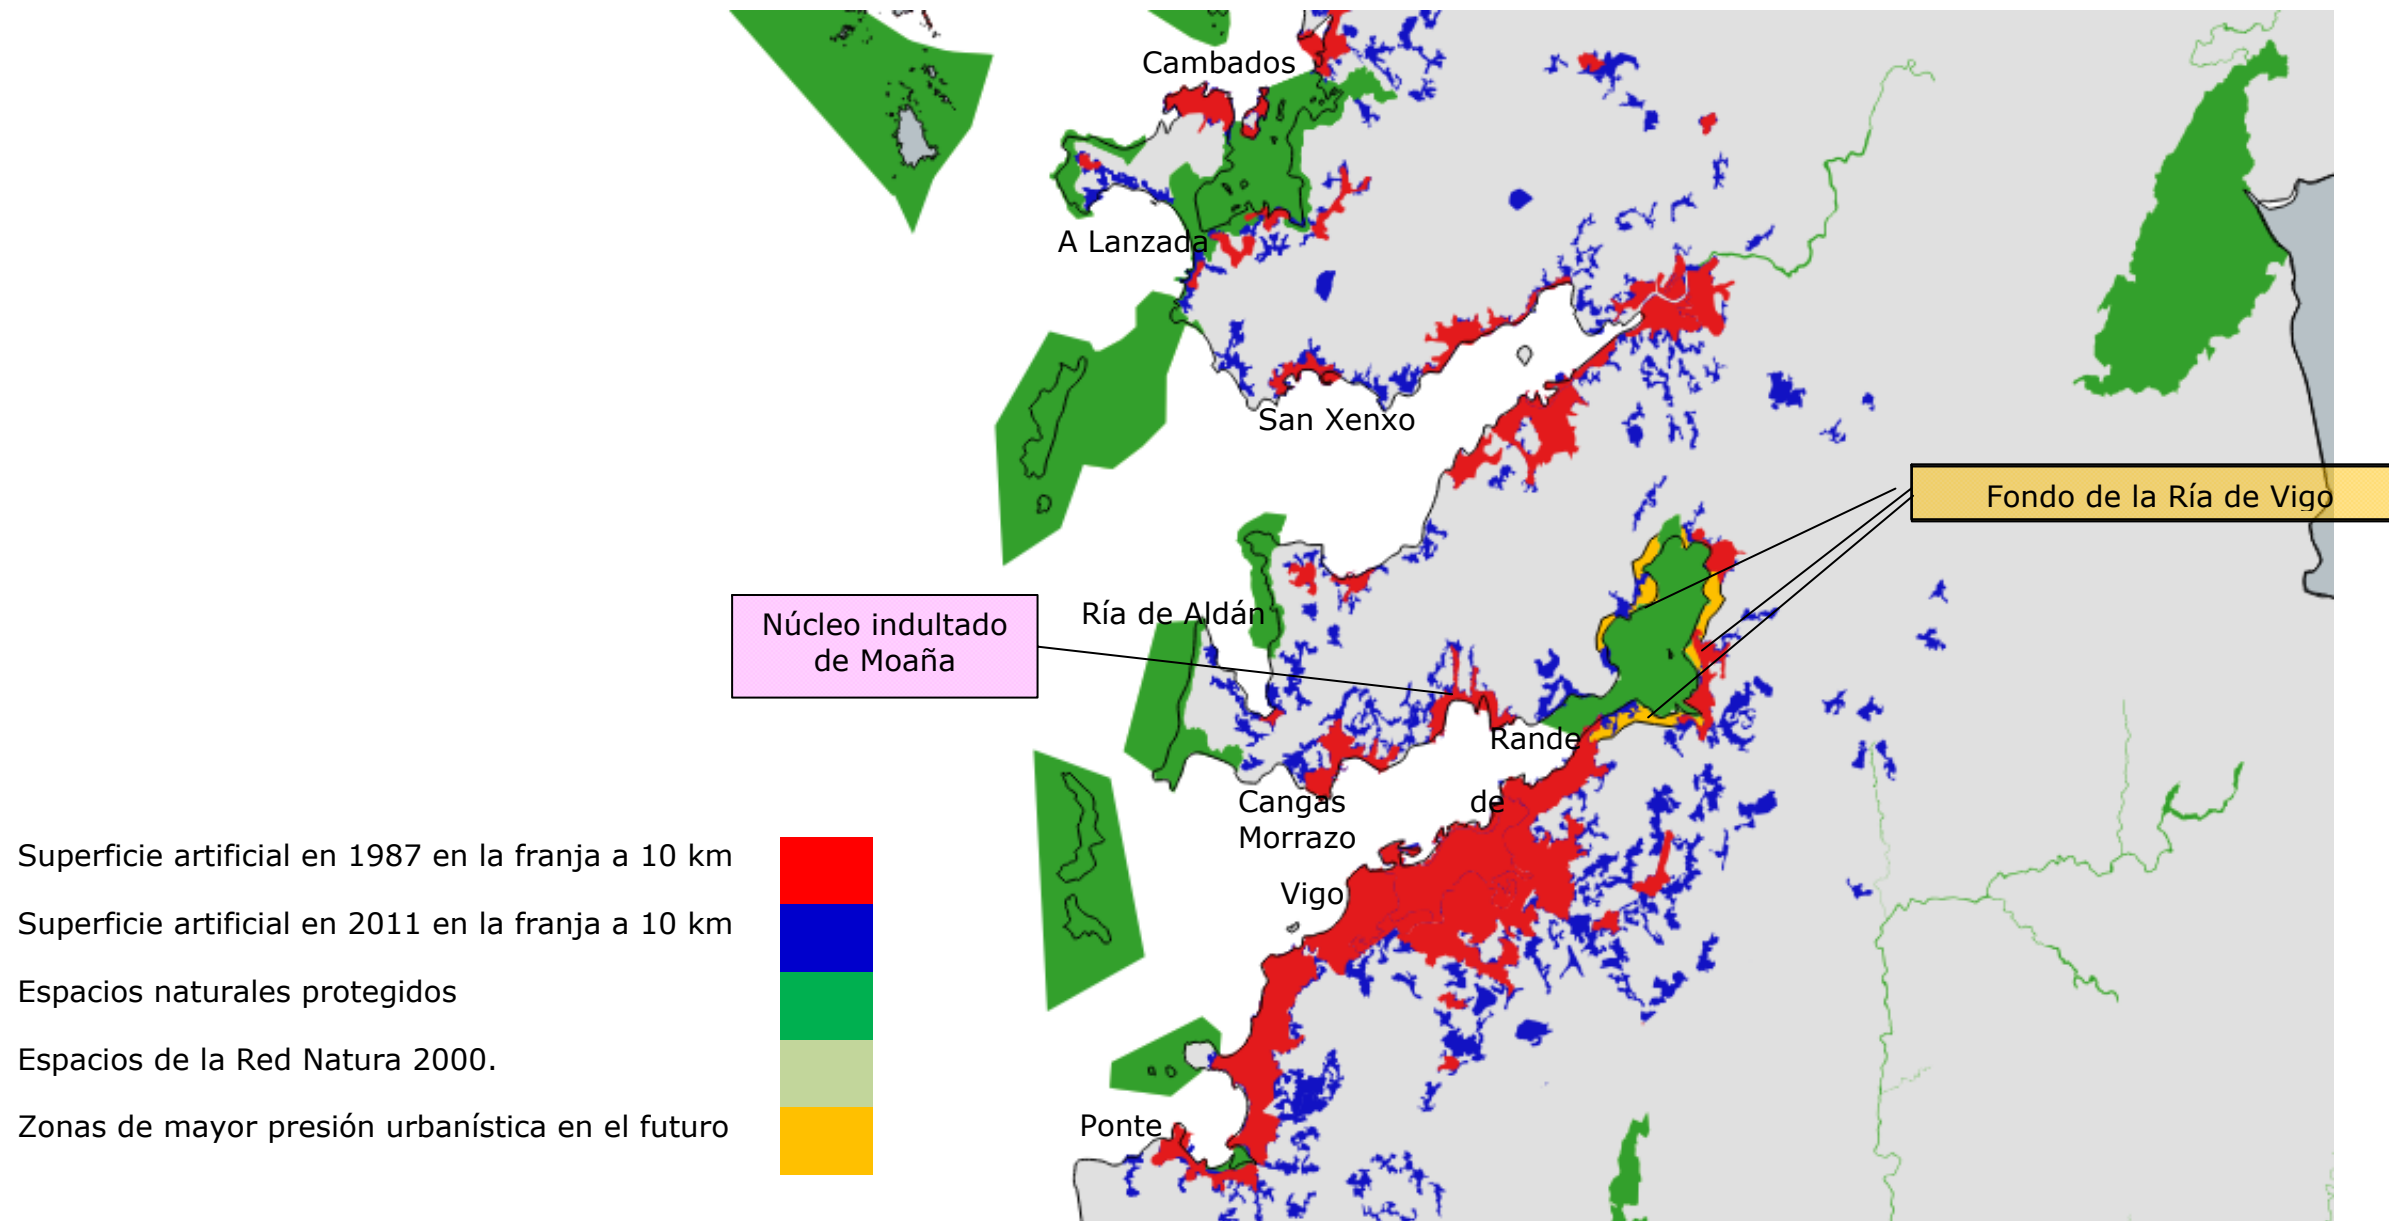 Cambados
A Lanzada
San Xenxo
Fondo de la Ría de Vigo
Núcleo indultado
de Moaña
Ría de Aldán
Rande
Cangas de
Morrazo
Vigo
Ponte
Superficie artificial en 1987 en la franja a 10 km
Superficie artificial en 2011 en la franja a 10 km
Espacios naturales protegidos
Espacios de la Red Natura 2000.
Zonas de mayor presión urbanística en el futuro